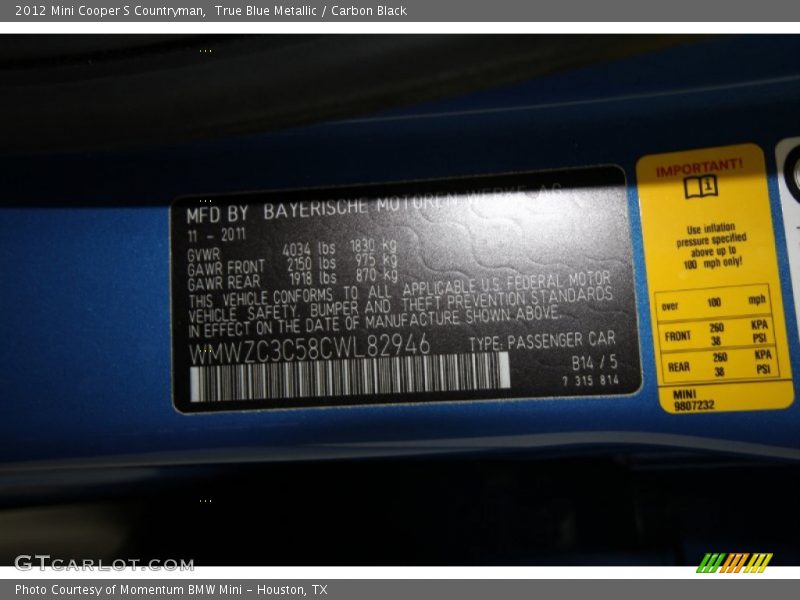 2012 Mini Cooper S Countryman, True Blue Metallic / Carbon Black
MFD BY BAYERISCHE MOTOREN WERKE AG
11 - 2011
GVWR 4034 lbs 1830 kg
GAWR FRONT 2150 lbs 975 kg
GAWR REAR 1918 lbs 870 kg
THIS VEHICLE CONFORMS TO ALL APPLICABLE U.S. FEDERAL MOTOR
VEHICLE SAFETY, BUMPER AND THEFT PREVENTION STANDARDS
IN EFFECT ON THE DATE OF MANUFACTURE SHOWN ABOVE.
WMWZC3C58CWL82946 TYPE: PASSENGER CAR
B14 / 5
7 315 814
IMPORTANT!
Use inflation
pressure specified
above up to
100 mph only!
over 100 mph
FRONT 260 KPA
38 PSI
REAR 260 KPA
38 PSI
MINI
9807232
GTCARLOT.COM
Photo Courtesy of Momentum BMW Mini - Houston, TX